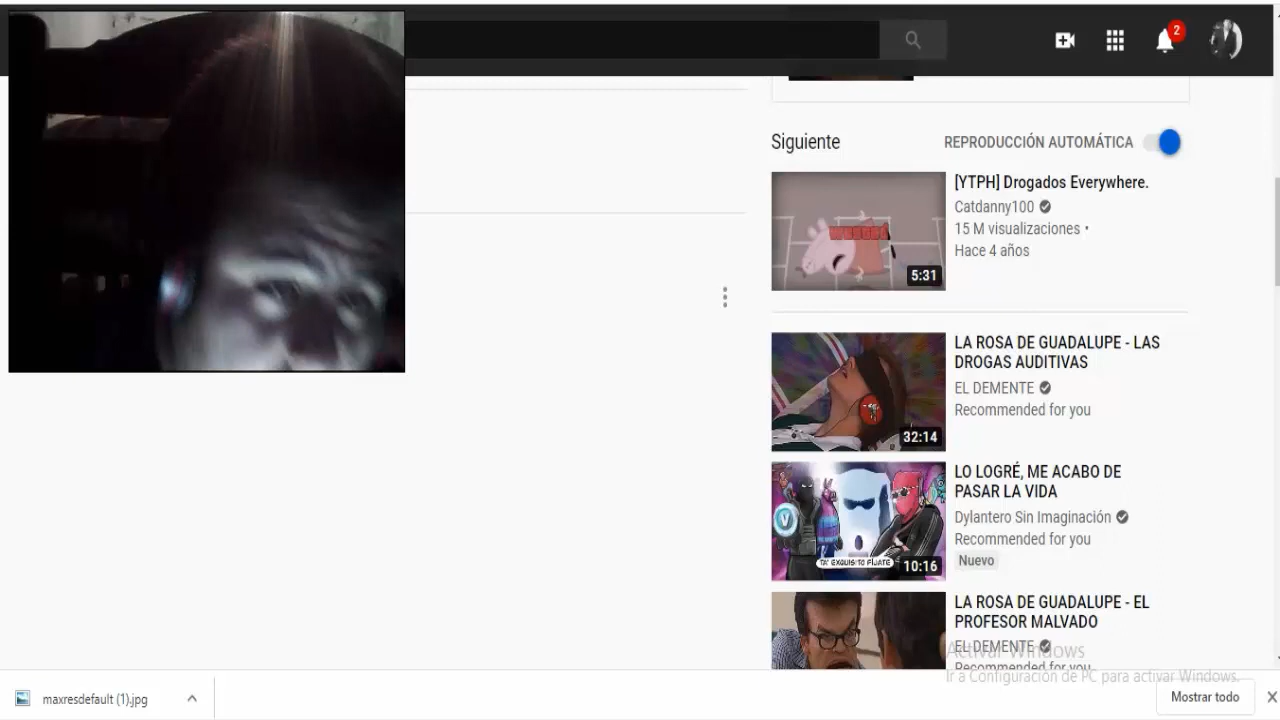 2
Siguiente
REPRODUCCIÓN AUTOMÁTICA
[YTPH] Drogados Everywhere.
Catdanny100
15 M visualizaciones •
Hace 4 años
5:31
LA ROSA DE GUADALUPE - LAS
DROGAS AUDITIVAS
EL DEMENTE
Recommended for you
32:14
LO LOGRÉ, ME ACABO DE
PASAR LA VIDA
Dylantero Sin Imaginación
Recommended for you
Nuevo
TA' EXQUISITO FIJATE
10:16
LA ROSA DE GUADALUPE - EL
PROFESOR MALVADO
EL DEMENTE
Recommended for you
Activar Windows
Ir a Configuración de PC para activar Windows.
maxresdefault (1).jpg
Mostrar todo